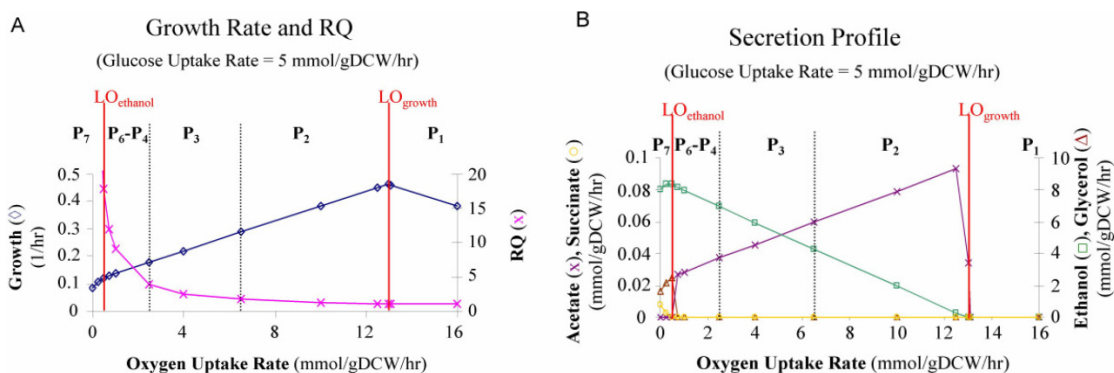 A
Growth Rate and RQ
(Glucose Uptake Rate = 5 mmol/gDCW/hr)
LOethanol
LOgrowth
P7 P6-P4 P3 P2 P1
0.5
0.4
0.3
0.2
0.1
0
20
15
10
5
0
Growth (◊)
(1/hr)
RQ (×)
0 4 8 12 16
Oxygen Uptake Rate (mmol/gDCW/hr)
B
Secretion Profile
(Glucose Uptake Rate = 5 mmol/gDCW/hr)
LOethanol
LOgrowth
P7 P6-P4 P3 P2 P1
0.1
0.08
0.06
0.04
0.02
0
10
8
6
4
2
0
Acetate (×), Succinate (○)
(mmol/gDCW/hr)
Ethanol (□), Glycerol (△)
(mmol/gDCW/hr)
0 2 4 6 8 10 12 14 16
Oxygen Uptake Rate (mmol/gDCW/hr)